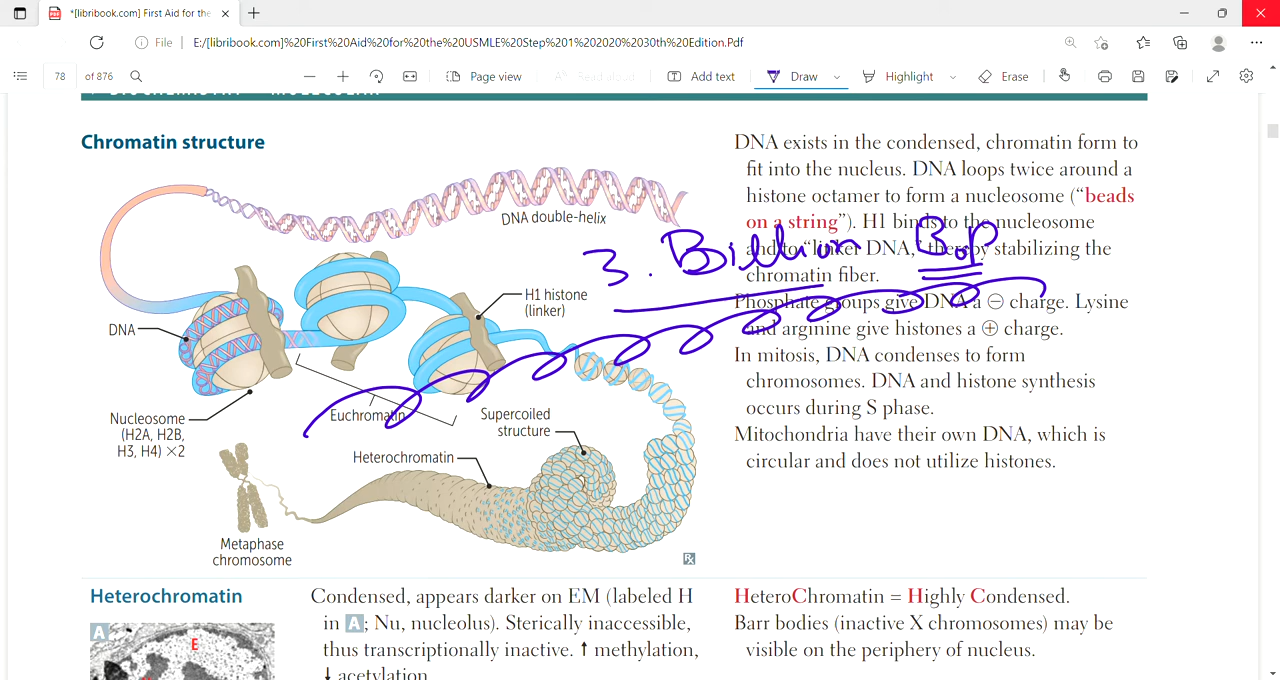 *[libribook.com] First Aid for the
File
E:/[libribook.com]%20First%20Aid%20for%20the%20USMLE%20Step%201%202020%2030th%20Edition.Pdf
78 of 876
Page view
Read aloud
Add text
Draw
Highlight
Erase
Chromatin structure
DNA double-helix
H1 histone
(linker)
DNA
Euchromatin
Nucleosome
(H2A, H2B,
H3, H4) ×2
Supercoiled
structure
Heterochromatin
Metaphase
chromosome
3. Billion B.P
DNA exists in the condensed, chromatin form to
fit into the nucleus. DNA loops twice around a
histone octamer to form a nucleosome (“beads
on a string”). H1 binds to the nucleosome
and to “linker DNA,” thereby stabilizing the
chromatin fiber.
Phosphate groups give DNA a ⊖ charge. Lysine
and arginine give histones a ⊕ charge.
In mitosis, DNA condenses to form
chromosomes. DNA and histone synthesis
occurs during S phase.
Mitochondria have their own DNA, which is
circular and does not utilize histones.
Heterochromatin
Condensed, appears darker on EM (labeled H
in A; Nu, nucleolus). Sterically inaccessible,
thus transcriptionally inactive. ↑ methylation,
↓ acetylation
HeteroChromatin = Highly Condensed.
Barr bodies (inactive X chromosomes) may be
visible on the periphery of nucleus.
A
E